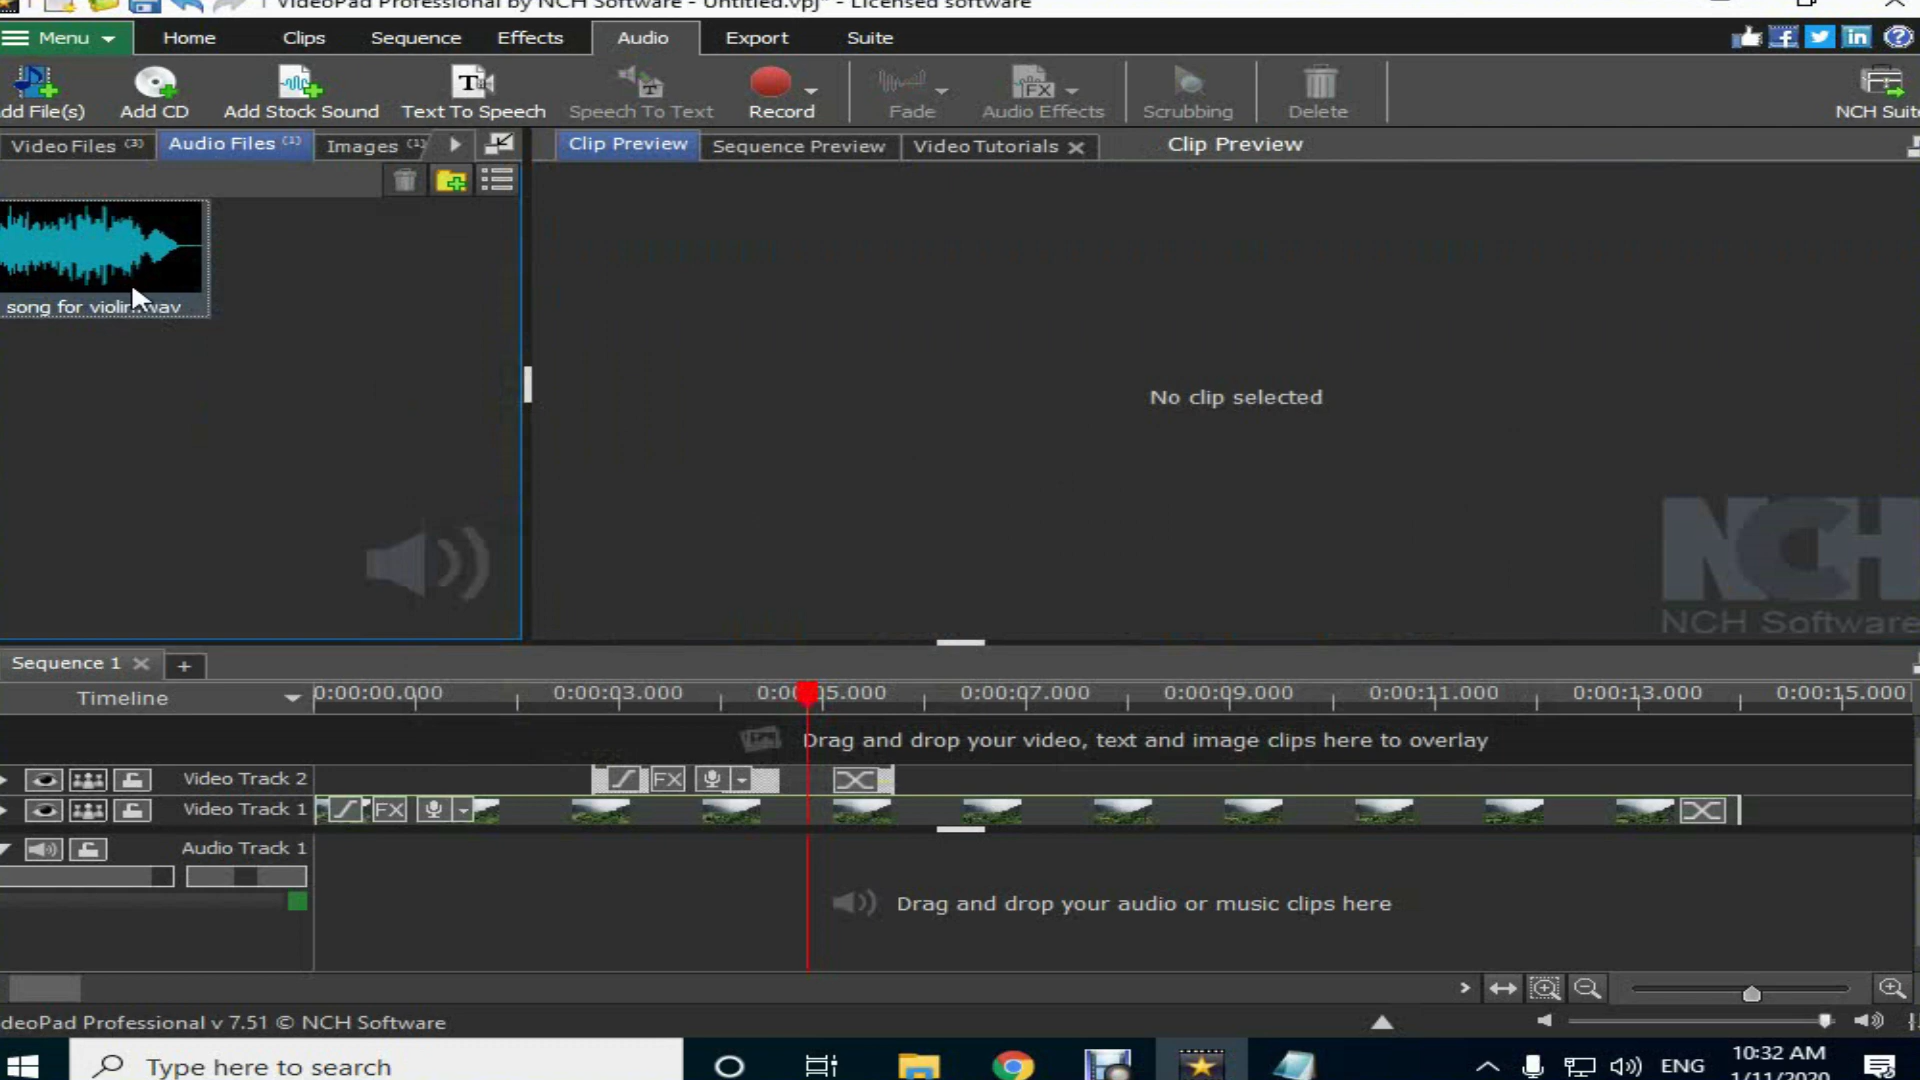 VideoPad Professional by NCH Software - Untitled.vpj* - Licensed software
Menu Home Clips Sequence Effects Audio Export Suite
dd File(s) Add CD Add Stock Sound Text To Speech Speech To Text Record Fade Audio Effects Scrubbing Delete NCH Suit
Video Files (3) Audio Files (1) Images (1) Clip Preview Sequence Preview Video Tutorials Clip Preview
song for violin.wav
No clip selected
NCH
NCH Software
Sequence 1
Timeline 0:00:00.000 0:00:03.000 0:00:05.000 0:00:07.000 0:00:09.000 0:00:11.000 0:00:13.000 0:00:15.000
Drag and drop your video, text and image clips here to overlay
Video Track 2 FX
Video Track 1 FX
Audio Track 1
Drag and drop your audio or music clips here
deoPad Professional v 7.51 © NCH Software
Type here to search ENG 10:32 AM
1/11/2020